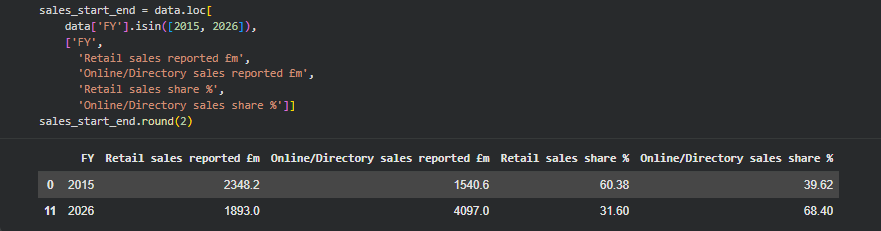 sales_start_end = data.loc[
    data['FY'].isin([2015, 2026]),
    ['FY',
      'Retail sales reported £m',
      'Online/Directory sales reported £m',
      'Retail sales share %',
      'Online/Directory sales share %']]
sales_start_end.round(2)
FY Retail sales reported £m Online/Directory sales reported £m Retail sales share % Online/Directory sales share %
0 2015 2348.2 1540.6 60.38 39.62
11 2026 1893.0 4097.0 31.60 68.40